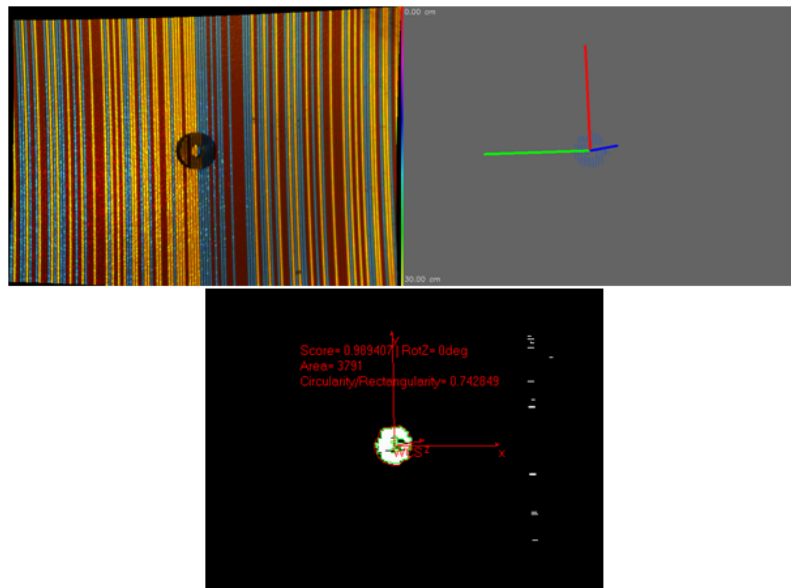 0.00 cm
30.00 cm
Y
Score= 0.989407 | RotZ= 0deg
Area= 3791
Circularity/Rectangularity= 0.742849
WCS Z
X